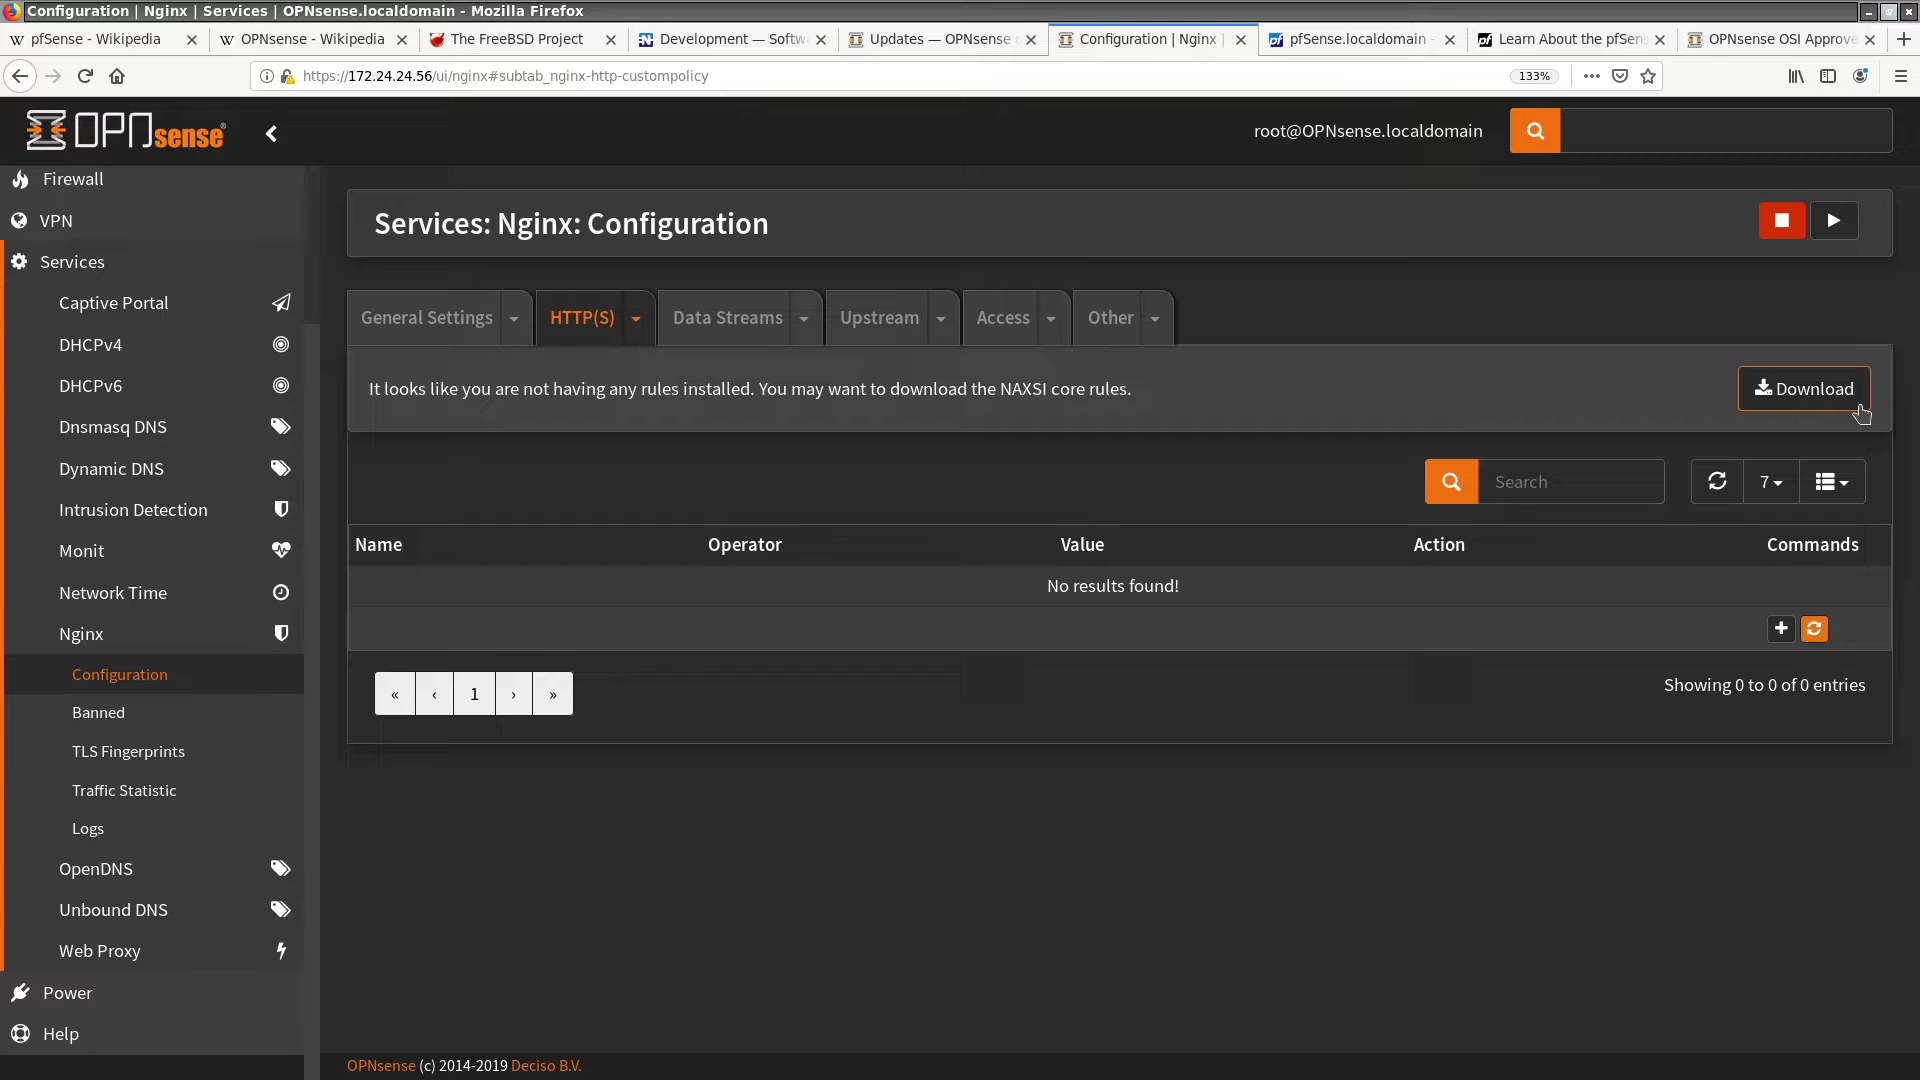 Configuration | Nginx | Services | OPNsense.localdomain - Mozilla Firefox
W pfSense - Wikipedia
W OPNsense - Wikipedia
The FreeBSD Project
Development — Softw
Updates — OPNsense
Configuration | Nginx |
pfSense.localdomain -
Learn About the pfSens
OPNsense OSI Approve
https://172.24.24.56/ui/nginx#subtab_nginx-http-custompolicy
133%
OPNsense®
root@OPNsense.localdomain
Firewall
VPN
Services
Captive Portal
DHCPv4
DHCPv6
Dnsmasq DNS
Dynamic DNS
Intrusion Detection
Monit
Network Time
Nginx
Configuration
Banned
TLS Fingerprints
Traffic Statistic
Logs
OpenDNS
Unbound DNS
Web Proxy
Power
Help
Services: Nginx: Configuration
General Settings
HTTP(S)
Data Streams
Upstream
Access
Other
It looks like you are not having any rules installed. You may want to download the NAXSI core rules.
Download
Search
7
Name Operator Value Action Commands
No results found!
« ‹ 1 › »
Showing 0 to 0 of 0 entries
OPNsense (c) 2014-2019 Deciso B.V.